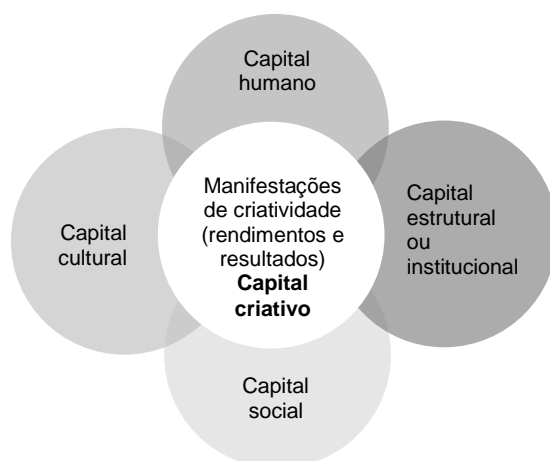 Capital
humano
Capital
cultural
Manifestações
de criatividade
(rendimentos e
resultados)
Capital
criativo
Capital
estrutural
ou
institucional
Capital
social